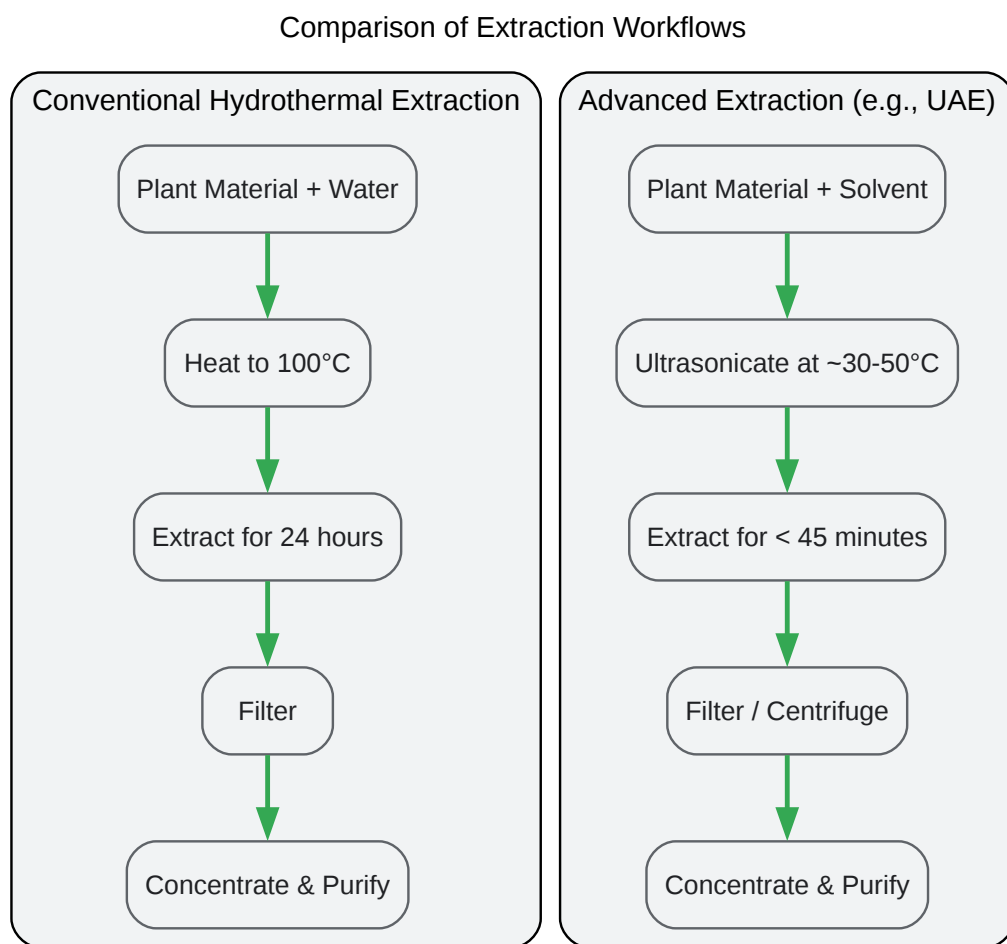 Comparison of Extraction Workflows
Conventional Hydrothermal Extraction
Plant Material + Water
Heat to 100°C
Extract for 24 hours
Filter
Concentrate & Purify
Advanced Extraction (e.g., UAE)
Plant Material + Solvent
Ultrasonicate at ~30-50°C
Extract for < 45 minutes
Filter / Centrifuge
Concentrate & Purify